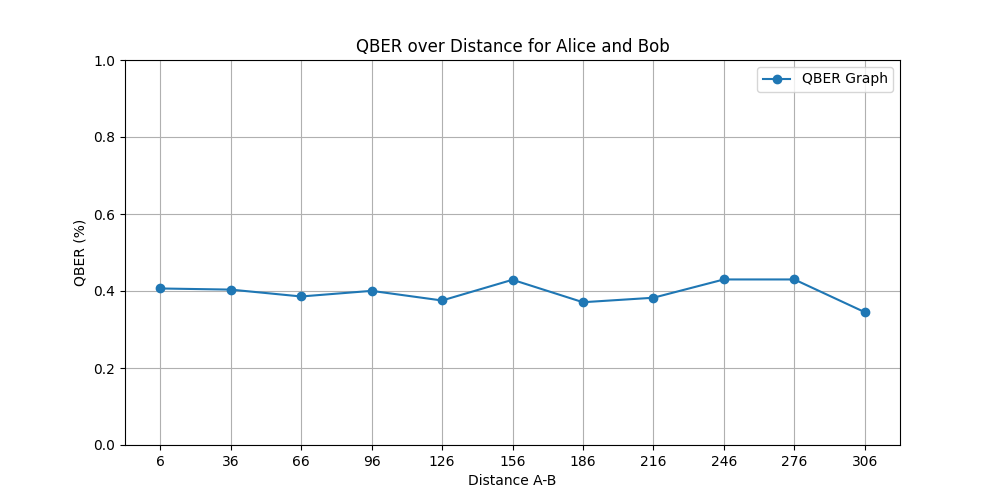 QBER over Distance for Alice and Bob
QBER Graph
QBER (%)
1.0
0.8
0.6
0.4
0.2
0.0
6 36 66 96 126 156 186 216 246 276 306
Distance A-B